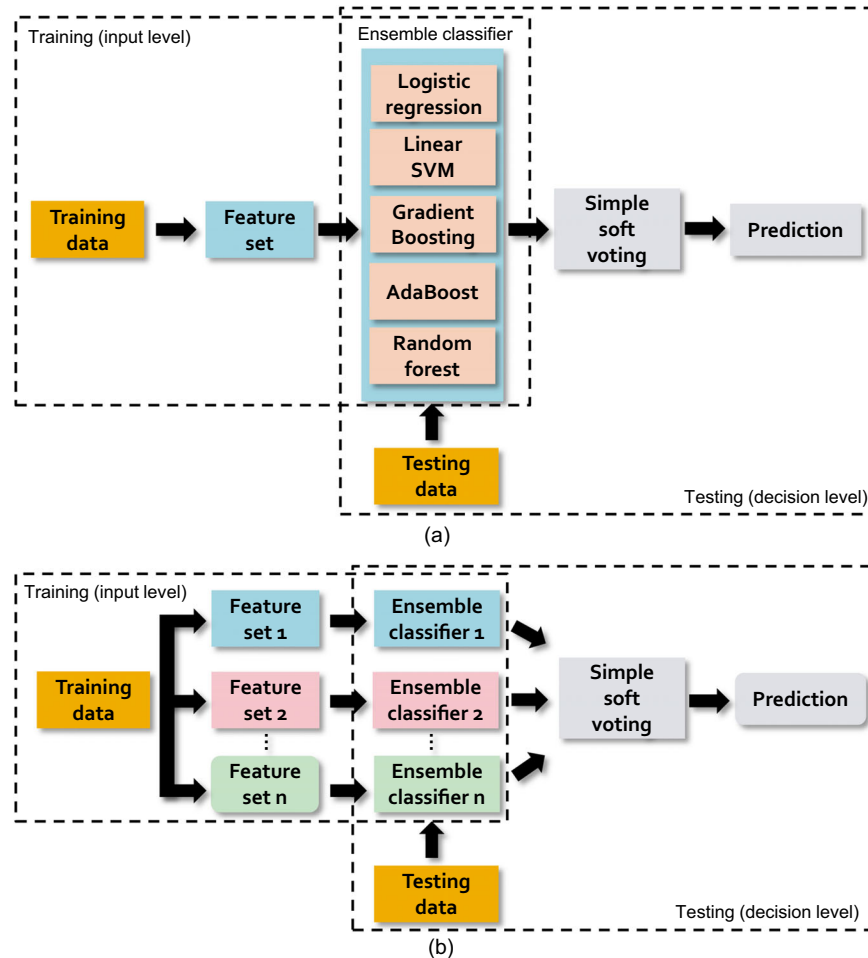 Training (input level)
Ensemble classifier
Logistic
regression
Linear
SVM
Gradient
Boosting
AdaBoost
Random
forest
Training
data
Feature
set
Simple
soft
voting
Prediction
Testing
data
Testing (decision level)
(a)
Training (input level)
Feature
set 1
Ensemble
classifier 1
Training
data
Feature
set 2
Ensemble
classifier 2
Simple
soft
voting
Prediction
Feature
set n
Ensemble
classifier n
Testing
data
Testing (decision level)
(b)